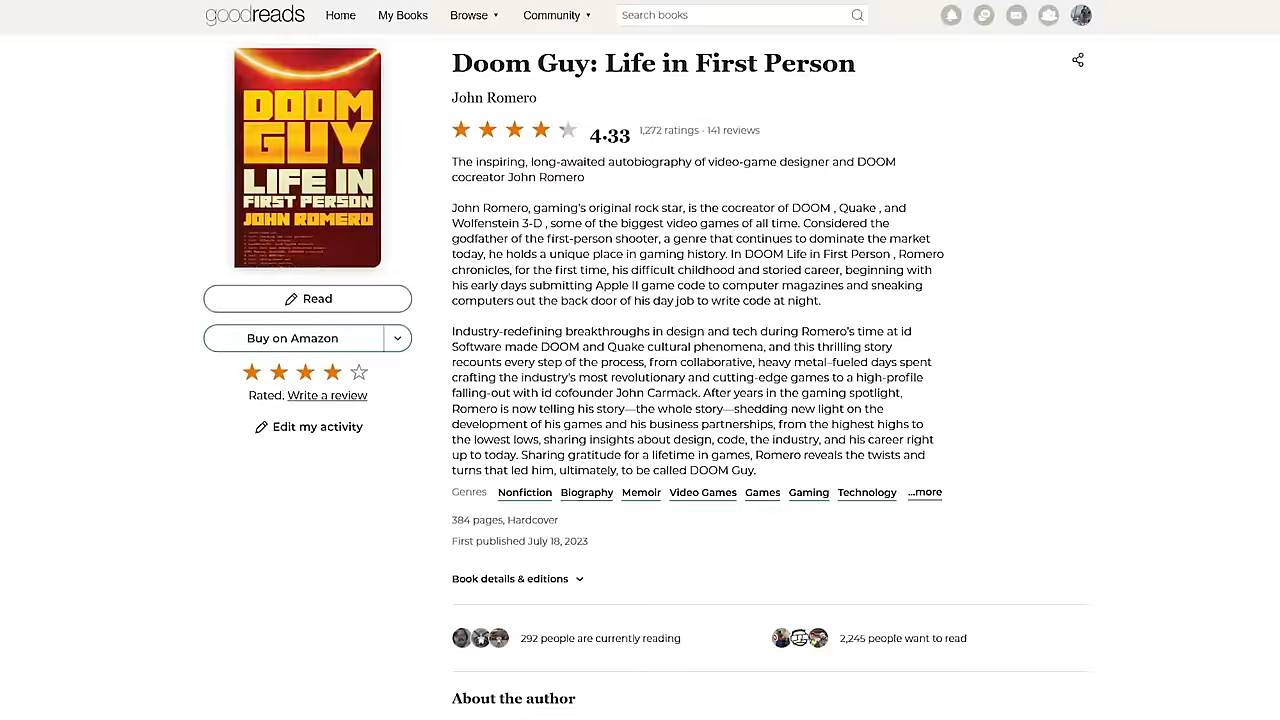 goodreads
Home
My Books
Browse
Community
Search books
DOOM
GUY
LIFE IN
FIRST PERSON
JOHN ROMERO
Read
Buy on Amazon
Rated. Write a review
Edit my activity
Doom Guy: Life in First Person
John Romero
4.33
1,272 ratings · 141 reviews
The inspiring, long-awaited autobiography of video-game designer and DOOM
cocreator John Romero
John Romero, gaming's original rock star, is the cocreator of DOOM , Quake , and
Wolfenstein 3-D , some of the biggest video games of all time. Considered the
godfather of the first-person shooter, a genre that continues to dominate the market
today, he holds a unique place in gaming history. In DOOM Life in First Person , Romero
chronicles, for the first time, his difficult childhood and storied career, beginning with
his early days submitting Apple II game code to computer magazines and sneaking
computers out the back door of his day job to write code at night.
Industry-redefining breakthroughs in design and tech during Romero's time at id
Software made DOOM and Quake cultural phenomena, and this thrilling story
recounts every step of the process, from collaborative, heavy metal–fueled days spent
crafting the industry's most revolutionary and cutting-edge games to a high-profile
falling-out with id cofounder John Carmack. After years in the gaming spotlight,
Romero is now telling his story—the whole story—shedding new light on the
development of his games and his business partnerships, from the highest highs to
the lowest lows, sharing insights about design, code, the industry, and his career right
up to today. Sharing gratitude for a lifetime in games, Romero reveals the twists and
turns that led him, ultimately, to be called DOOM Guy.
Genres Nonfiction Biography Memoir Video Games Games Gaming Technology ...more
384 pages, Hardcover
First published July 18, 2023
Book details & editions
292 people are currently reading
2,245 people want to read
About the author